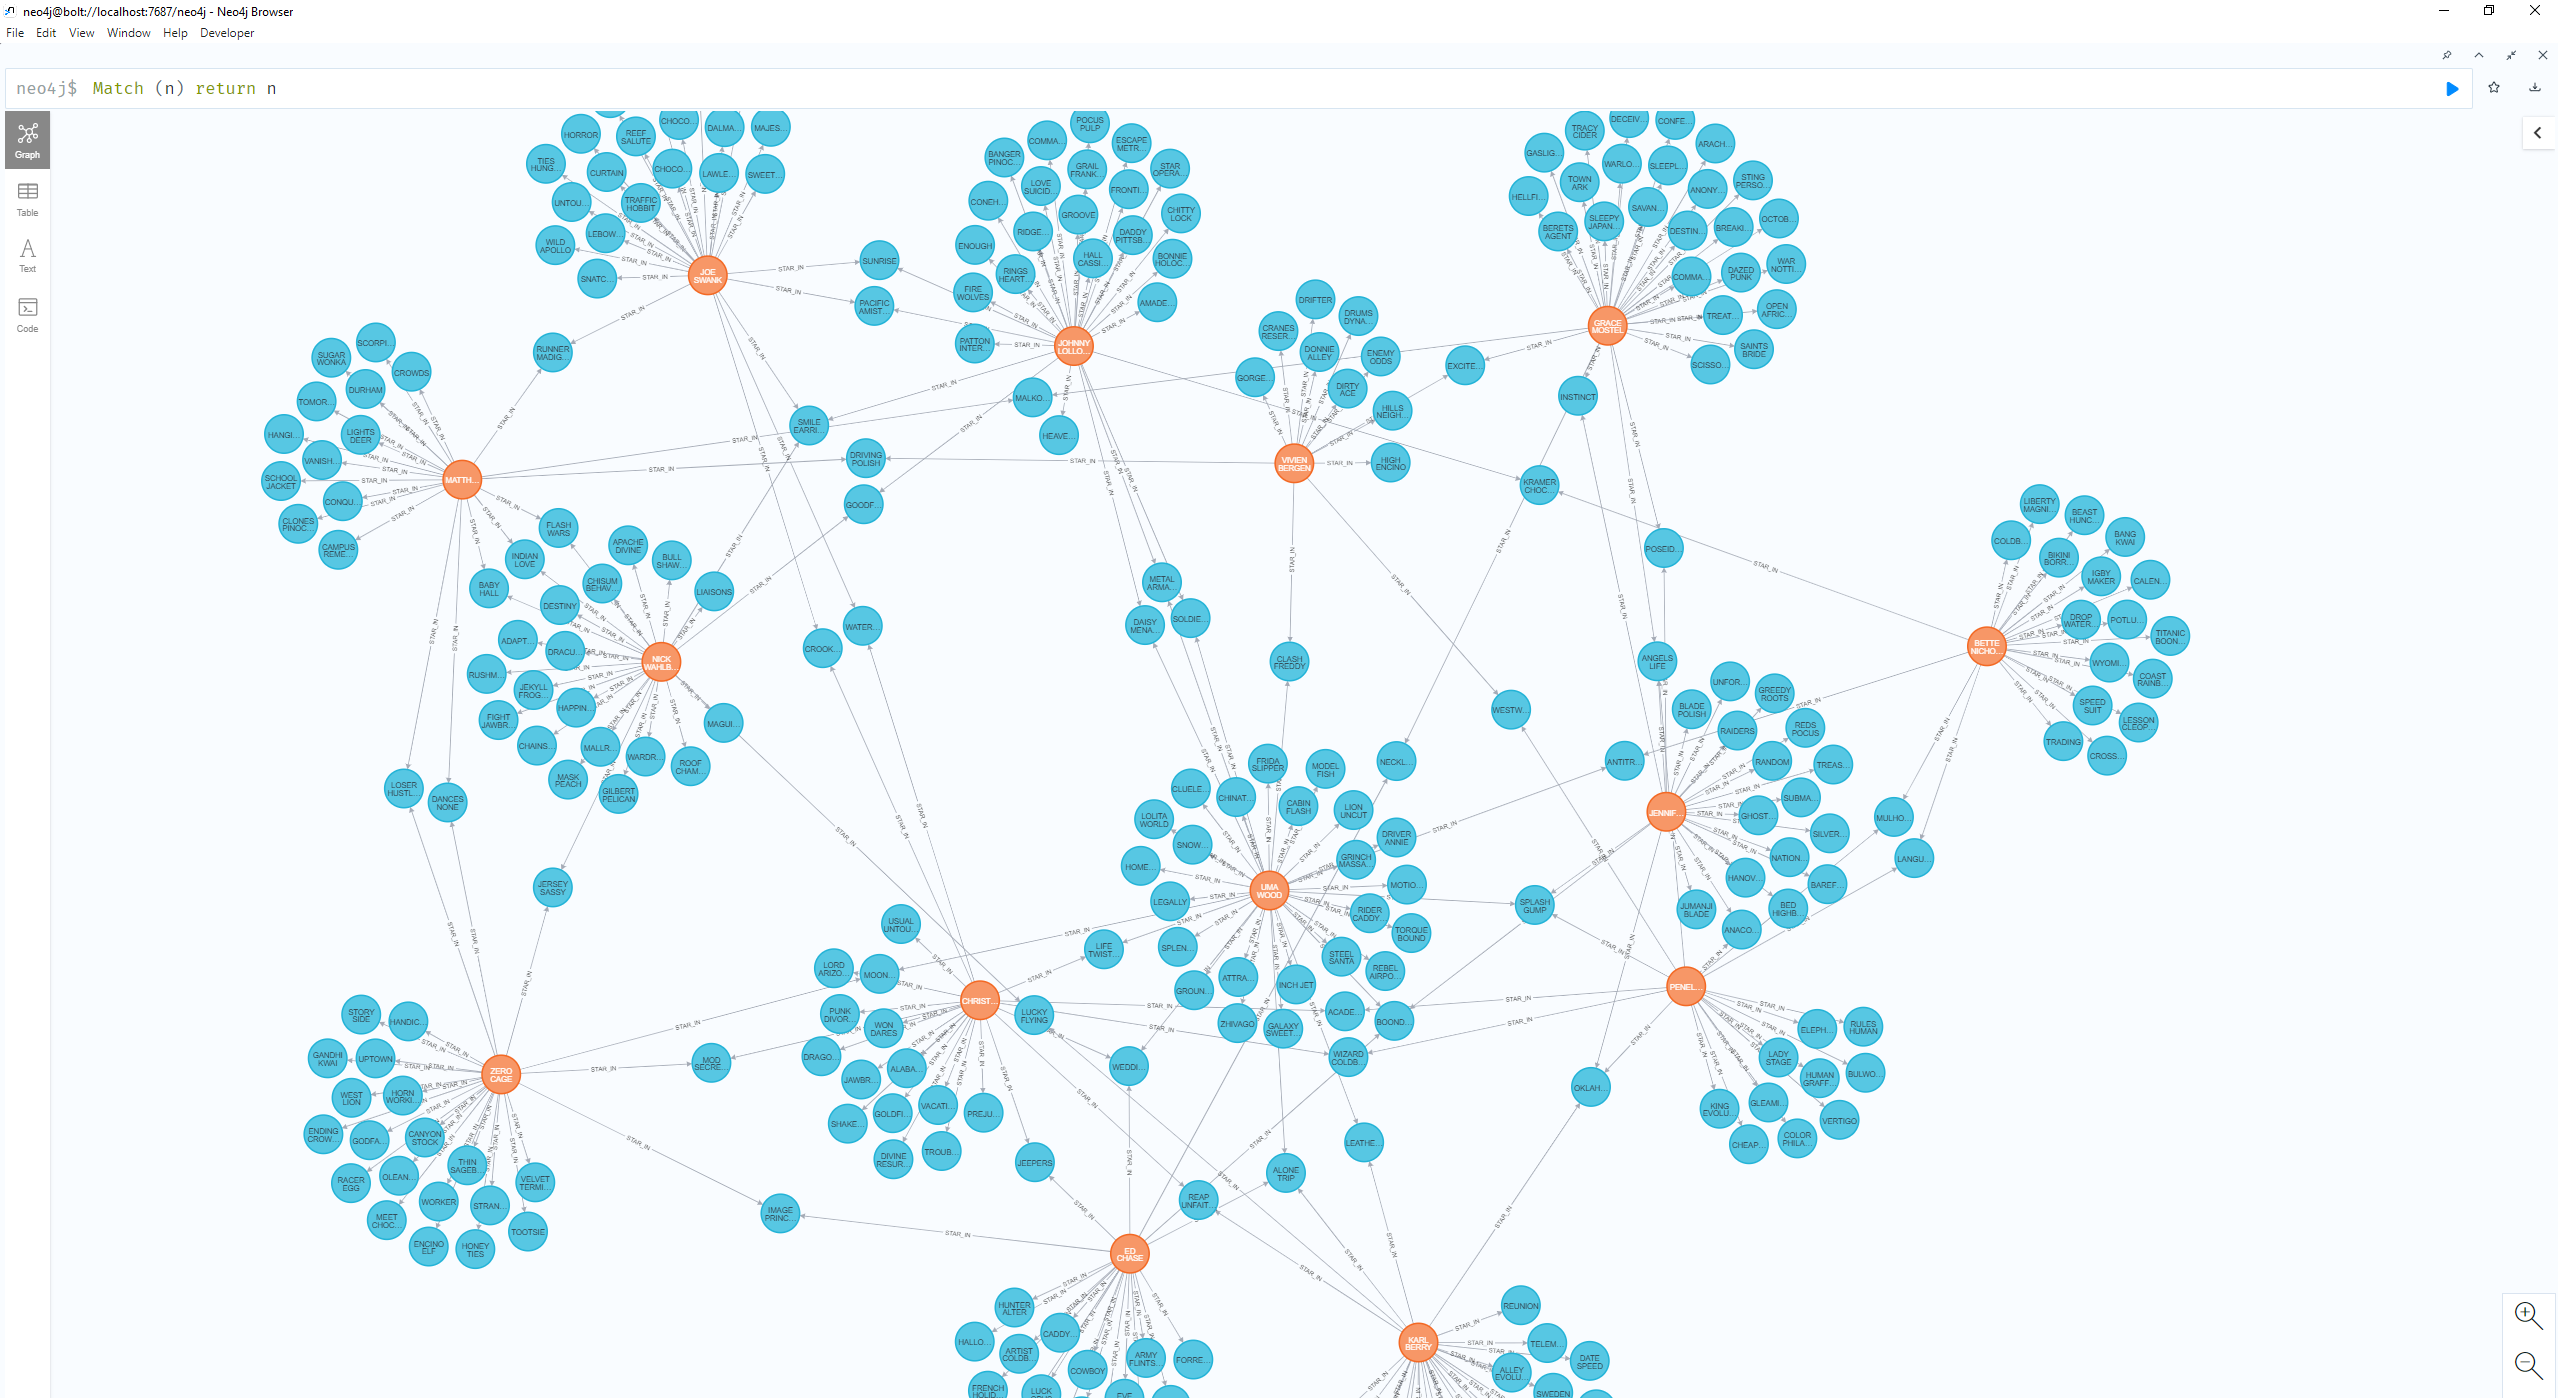 neo4j@bolt://localhost:7687/neo4j - Neo4j Browser
File Edit View Window Help Developer
neo4j$ Match (n) return n
Graph
Table
Text
Code
HORROR
REEF SALUTE
CHOCO...
DALMA...
MAJES...
TIES HUNG...
CURTAIN
CHOCO...
LAWLE...
SWEET...
UNTOU...
TRAFFIC HOBBIT
WILD APOLLO
LEBOW...
SNATC...
JOE SWANK
SUNRISE
PACIFIC AMIST...
RUNNER MADIG...
POCUS PULP
COMMA...
ESCAPE METR...
BANGER PINOC...
GRAIL FRANK...
STAR OPERA...
LOVE SUICID...
FRONTI...
CONEH...
GROOVE
CHITTY LOCK
RIDGE...
DADDY PITTSB...
ENOUGH
RINGS HEART...
HALL CASSI...
BONNIE HOLOC...
FIRE WOLVES
AMADE...
PATTON INTER...
JOHNNY LOLLO...
MALKO...
HEAVE...
SMILE EARRI...
DRIVING POLISH
GOODF...
TRACY CIDER
DECEIV...
CONFE...
GASLIG...
WARLO...
SLEEPL...
ARACH...
TOWN ARK
ANONY...
STING PERSO...
HELLFI...
SLEEPY JAPAN...
SAVAN...
OCTOB...
BERETS AGENT
DESTIN...
BREAKI...
COMMA...
DAZED PUNK
WAR NOTTI...
TREAT...
OPEN AFRIC...
SAINTS BRIDE
SCISSO...
GRACE MOSTEL
EXCITE...
INSTINCT
DRIFTER
CRANES RESER...
DRUMS DYNA...
DONNIE ALLEY
ENEMY ODDS
GORGE...
DIRTY ACE
HILLS NEIGH...
HIGH ENCINO
VIVIEN BERGEN
KRAMER CHOC...
POSEID...
SCORPI...
SUGAR WONKA
CROWDS
DURHAM
TOMOR...
HANGI...
LIGHTS DEER
VANISH...
SCHOOL JACKET
CONQU...
CLONES PINOC...
CAMPUS REME...
MATTH...
FLASH WARS
INDIAN LOVE
BABY HALL
APACHE DIVINE
BULL SHAW...
CHISUM BEHAV...
LIAISONS
DESTINY
ADAPT...
DRACU...
RUSHM...
JEKYLL FROG...
FIGHT JAWBR...
HAPPIN...
CHAINS...
MALLR...
WARDR...
ROOF CHAM...
MASK PEACH
GILBERT PELICAN
MAGUI...
NICK WAHLB...
CROOK...
WATER...
METAL ARMA...
DAISY MENA...
SOLDIE...
CLASH FREDDY
WESTW...
ANGELS LIFE
LIBERTY MAGNI...
BEAST HUNC...
COLDB...
BANG KWAI
BIKINI BORR...
IGBY MAKER
CALEN...
DROP WATER...
POTLU...
TITANIC BOON...
WYOMI...
COAST RAINB...
SPEED SUIT
LESSON CLEOP...
TRADING
CROSS...
BETTE NICHO...
UNFOR...
GREEDY ROOTS
BLADE POLISH
RAIDERS
REDS POCUS
RANDOM
TREAS...
SUBMA...
GHOST...
SILVER...
NATION...
HANOV...
BAREF...
JUMANJI BLADE
BED HIGHB...
ANACO...
JENNIF...
ANTITR...
MULHO...
LANGU...
LOSER HUSTL...
DANCES NONE
JERSEY SASSY
FRIDA SLIPPER
MODEL FISH
NECKL...
CLUELE...
CHINAT...
CABIN FLASH
LION UNCUT
LOLITA WORLD
SNOW...
DRIVER ANNIE
GRINCH MASSA...
HOME...
MOTIO...
LEGALLY
RIDER CADDY...
TORQUE BOUND
SPLEN...
STEEL SANTA
REBEL AIRPO...
ATTRA...
INCH JET
GROUN...
ZHIVAGO
GALAXY SWEET...
UMA WOOD
SPLASH GUMP
LIFE TWIST...
ACADE...
BOOND...
WIZARD COLDB...
USUAL UNTOU...
LORD ARIZO...
MOON...
PUNK DIVOR...
WON DARES
DRAGO...
JAWBR...
ALABA...
GOLDFI...
VACATI...
PREJU...
SHAKE...
DIVINE RESUR...
TROUB...
CHRIST...
LUCKY FLYING
WEDDI...
JEEPERS
MOD SECRE...
PENEL...
ELEPH...
RULES HUMAN
LADY STAGE
HUMAN GRAFF...
BULWO...
KING EVOLU...
GLEAMI...
VERTIGO
CHEAP...
COLOR PHILA...
OKLAH...
STORY SIDE
HANDIC...
GANDHI KWAI
UPTOWN
WEST LION
HORN WORKI...
ENDING CROW...
GODFA...
CANYON STOCK
THIN SAGEB...
RACER EGG
OLEAN...
VELVET TERMI...
WORKER
STRAN...
MEET CHOC...
TOOTSIE
ENCINO ELF
HONEY TIES
ZERO CAGE
IMAGE PRINC...
LEATHE...
ALONE TRIP
REAP UNFAIT...
ED CHASE
HUNTER ALTER
HALLO...
CADDY...
ARTIST COLDB...
COWBOY
ARMY FLINTS...
FORRE...
FRENCH HOLID...
LUCK
EVE
KARL BERRY
REUNION
TELEM...
DATE SPEED
ALLEY EVOLU...
SWEDEN
STAR_IN